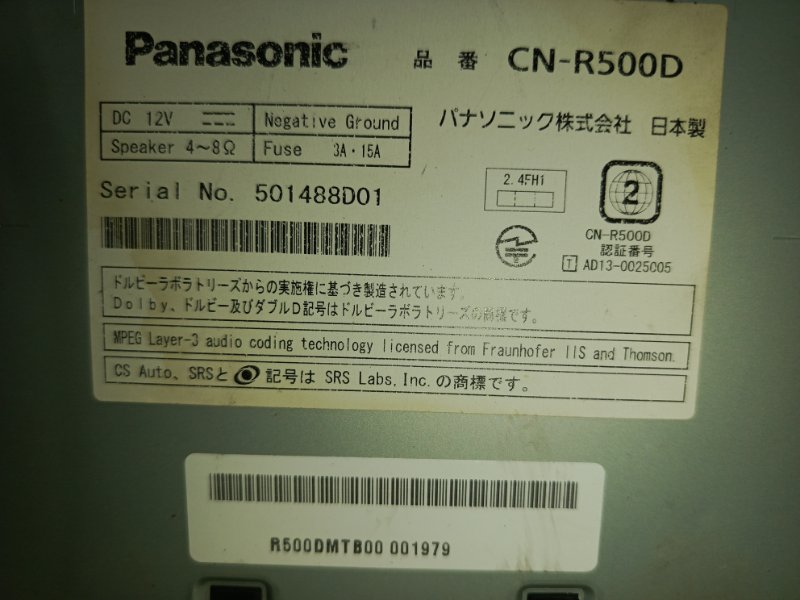 Panasonic 品番 CN-R500D
DC 12V Negative Ground
Speaker 4~8Ω Fuse 3A・15A
パナソニック株式会社 日本製
Serial No. 501488D01
2.4FH1
2
CN-R500D
認証番号
T AD13-0025005
ドルビーラボラトリーズからの実施権に基づき製造されています。
Dolby、ドルビー及びダブルD記号はドルビーラボラトリーズの商標です。
MPEG Layer-3 audio coding technology licensed from Fraunhofer IIS and Thomson.
CS Auto、SRSと 記号は SRS Labs,Inc.の商標です。
R500DMTB00 001979